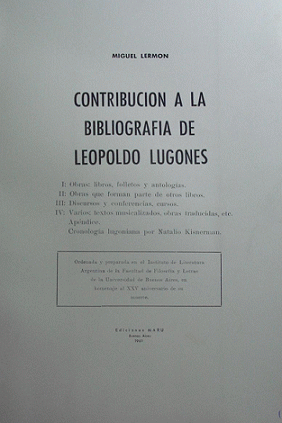 MIGUEL LERMON
CONTRIBUCION A LA
BIBLIOGRAFIA DE
LEOPOLDO LUGONES
I: Obras: libros, folletos y antologías.
II: Obras que forman parte de otros libros.
III: Discursos y conferencias, cursos.
IV: Varios: textos musicalizados, obras traducidas, etc.
Apéndice.
Cronología lugoniana por Natalio Kisnerman.
Ordenada y preparada en el Instituto de Literatura
Argentina de la Facultad de Filosofía y Letras
de la Universidad de Buenos Aires en
homenaje al XXV aniversario de su
muerte.
Ediciones MARU
Buenos Aires